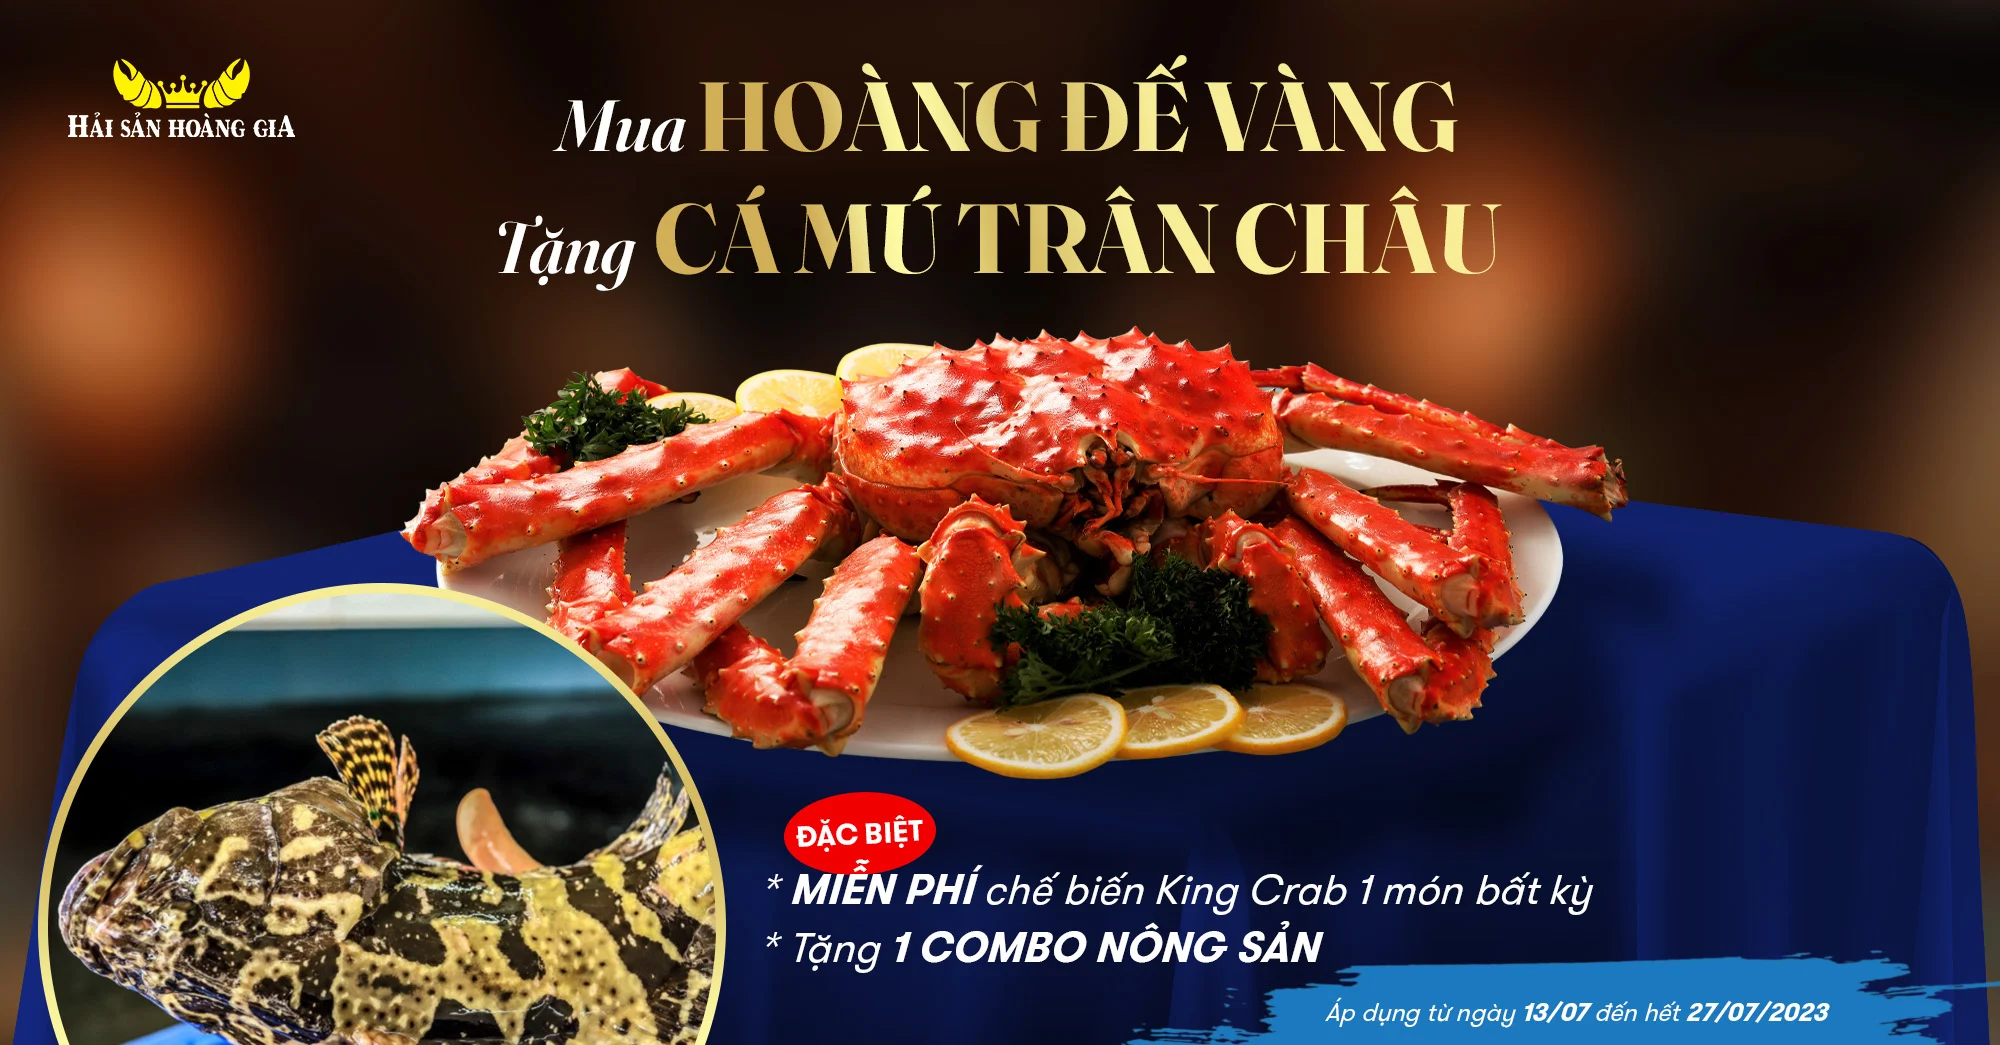 HẢI SẢN HOÀNG GIA
Mua HOÀNG ĐẾ VÀNG
Tặng CÁ MÚ TRÂN CHÂU
ĐẶC BIỆT
* MIỄN PHÍ chế biến King Crab 1 món bất kỳ
* Tặng 1 COMBO NÔNG SẢN
Áp dụng từ ngày 13/07 đến hết 27/07/2023